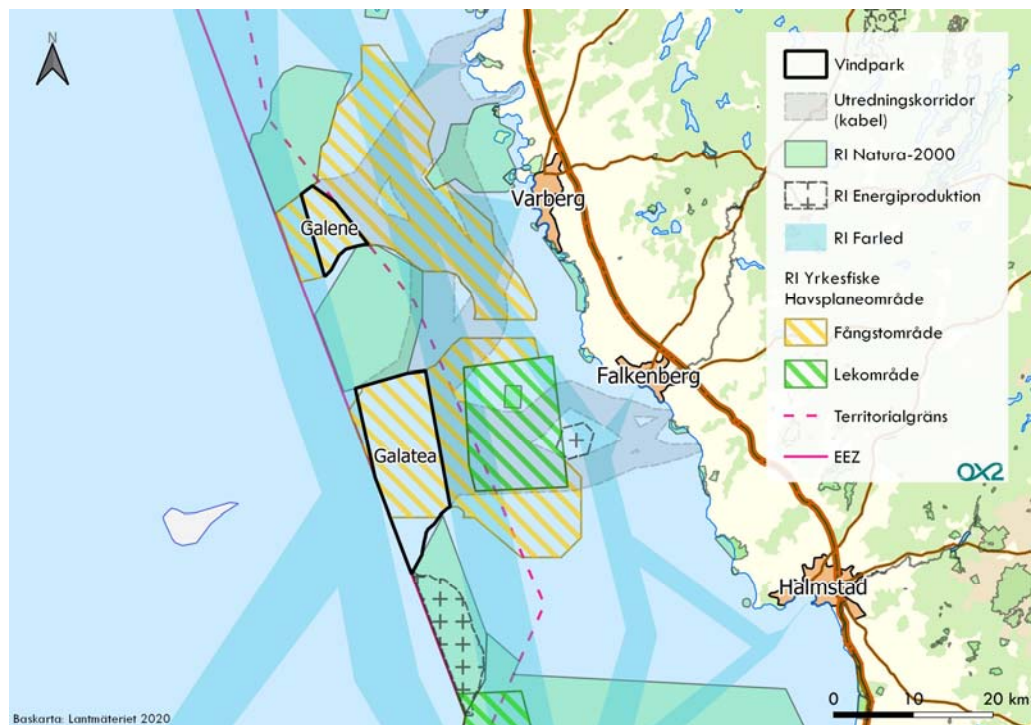 N
Vindpark
Utredningskorridor
(kabel)
RI Natura-2000
RI Energiproduktion
RI Farled
RI Yrkesfiske
Havsplaneområde
Fångstområde
Lekområde
Territorialgräns
EEZ
OX2
Varberg
Galene
Falkenberg
Galatea
Halmstad
0 10 20 km
Baskarta: Lantmäteriet 2020